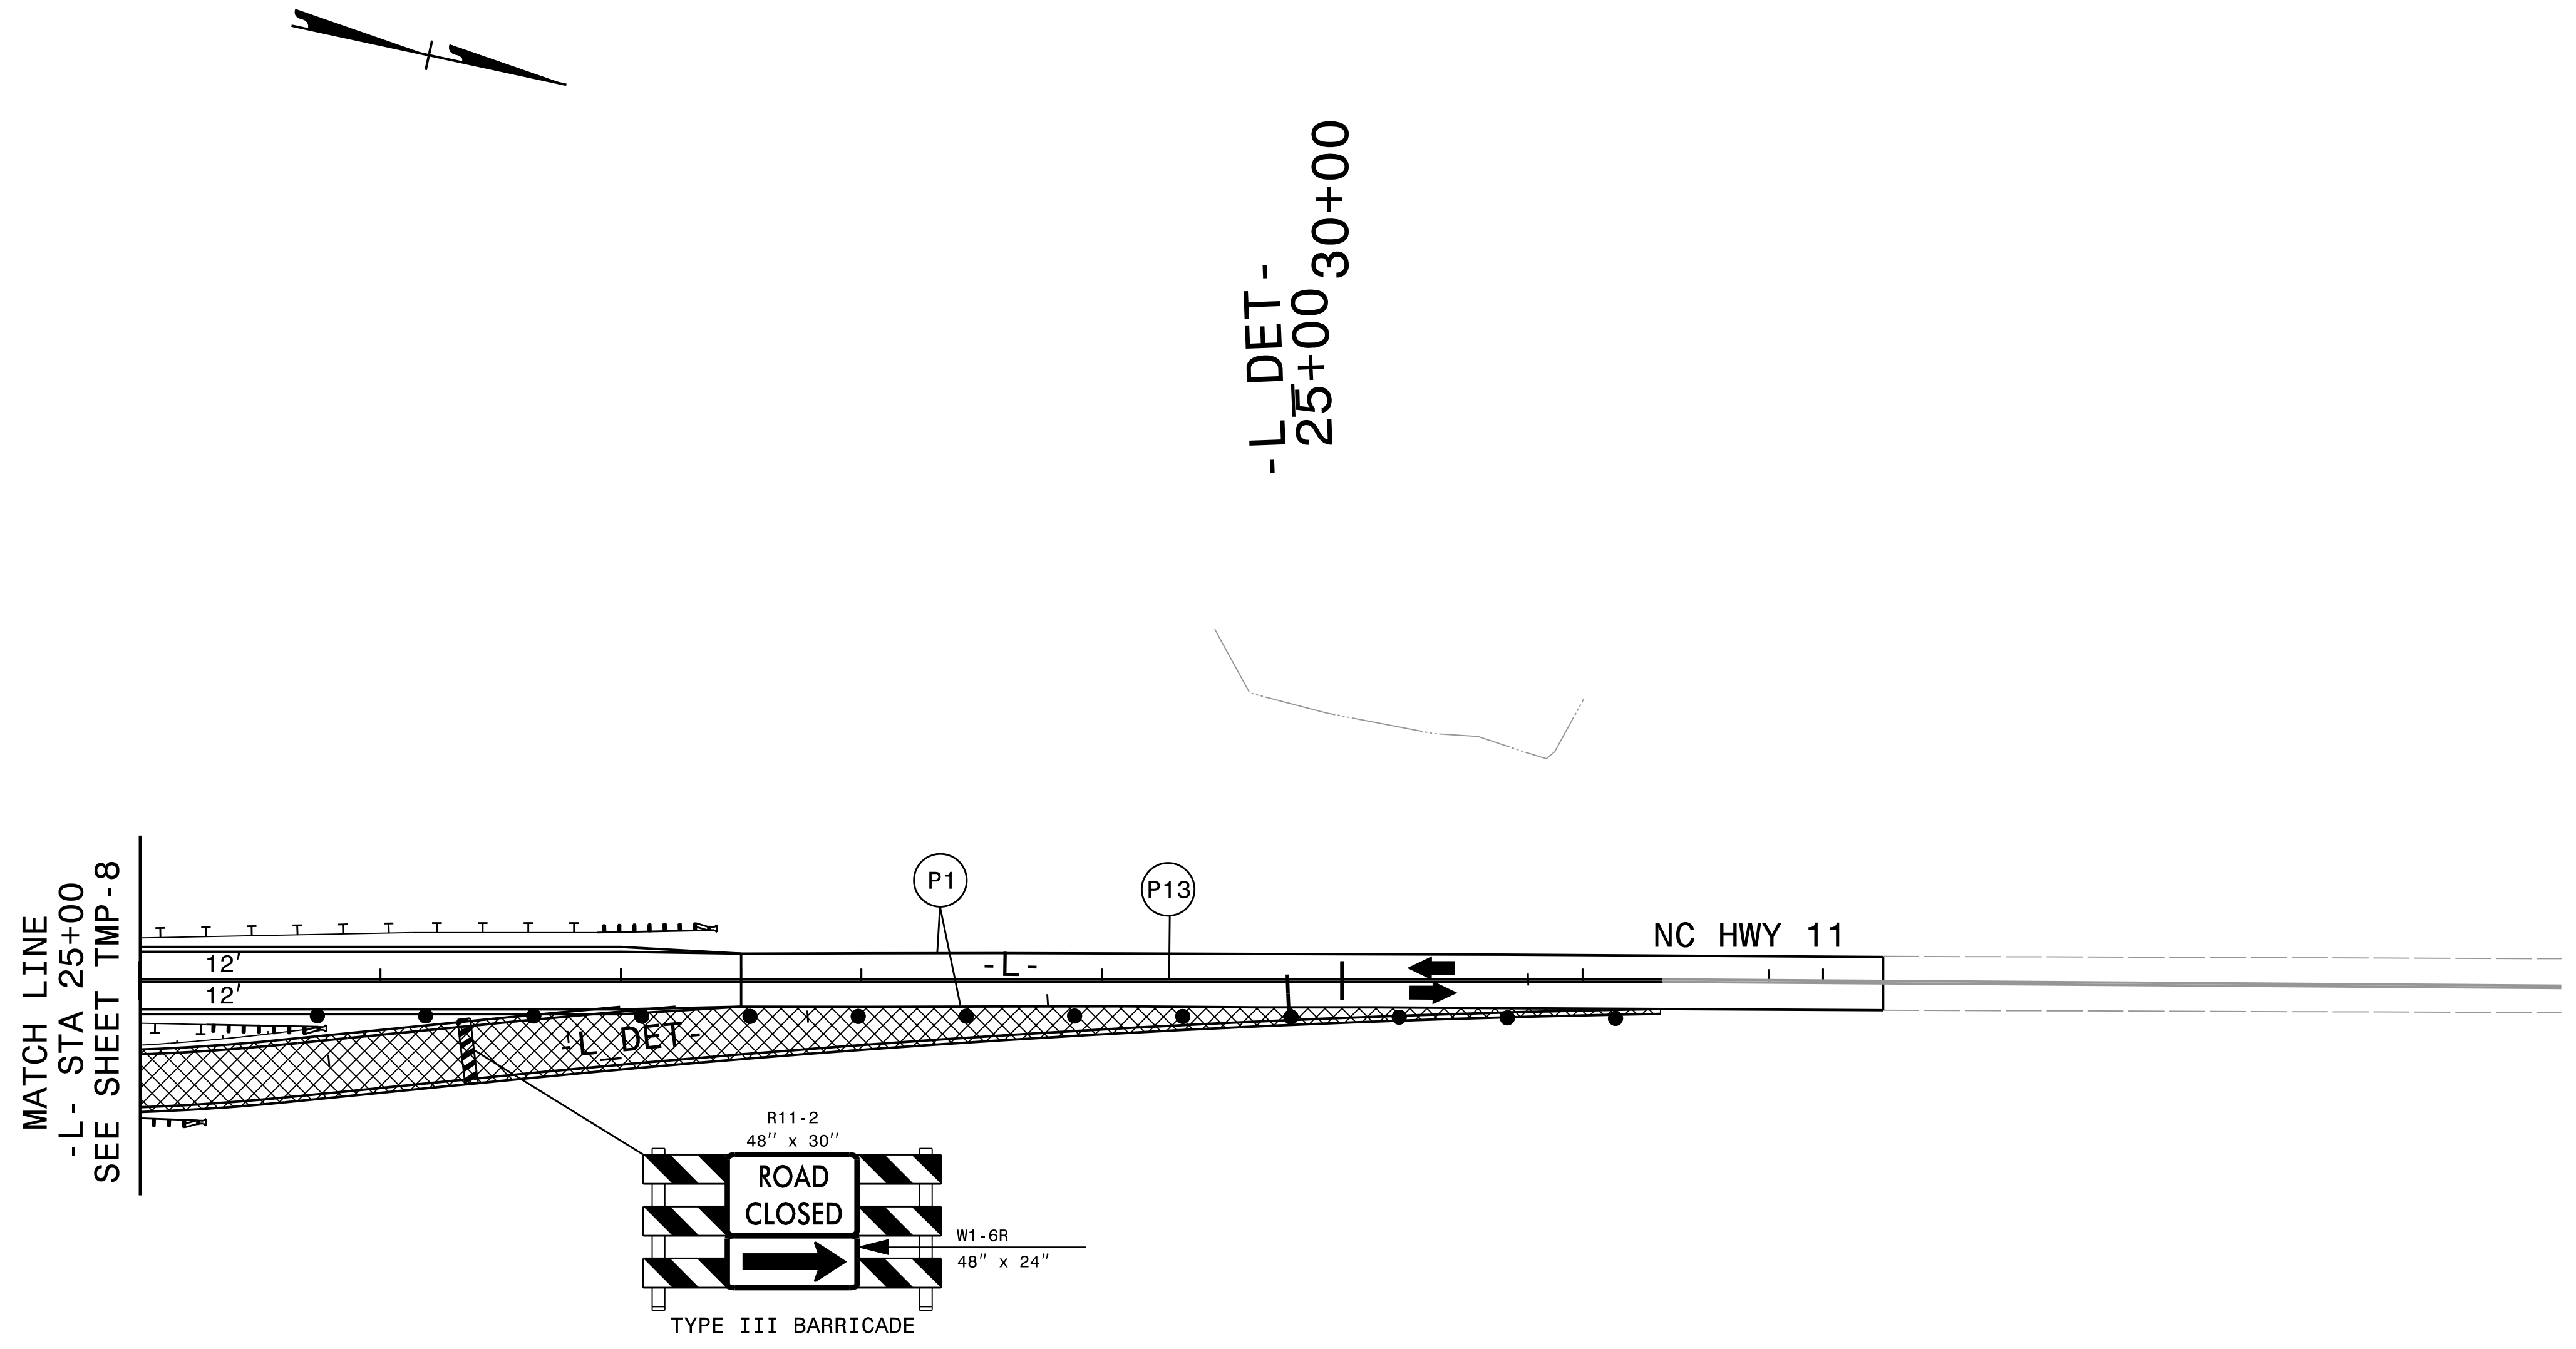 30+00
-L_DET-
25+00
MATCH LINE
-L- STA 25+00
SEE SHEET TMP-8
P1
P13
NC HWY 11
12'
-L-
12'
-L_DET-
R11-2
48" x 30"
ROAD
CLOSED
W1-6R
48" x 24"
TYPE III BARRICADE